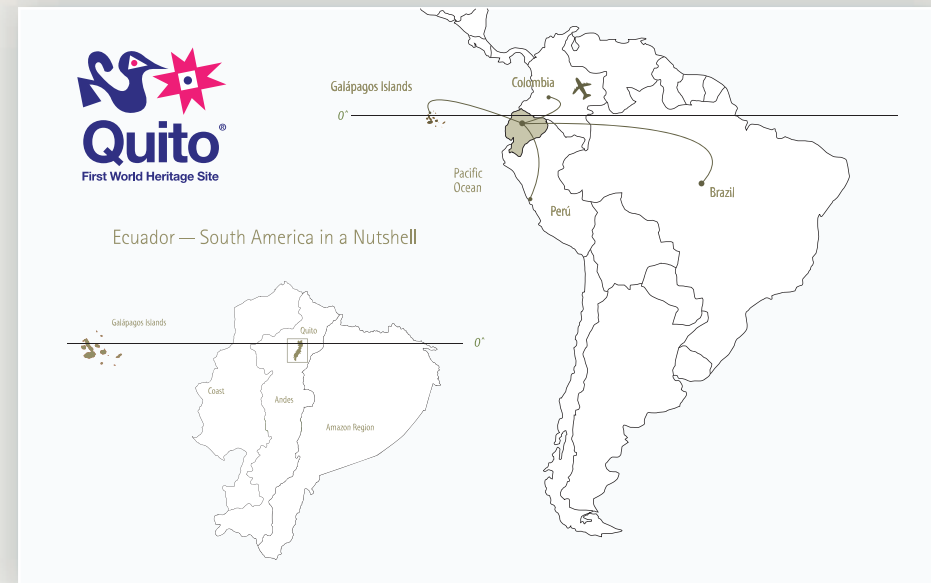 Quito®
First World Heritage Site
Galápagos Islands
Colombia
0°
Pacific
Ocean
Perú
Brazil
Ecuador — South America in a Nutshell
Galápagos Islands
Quito
0°
Coast
Andes
Amazon Region